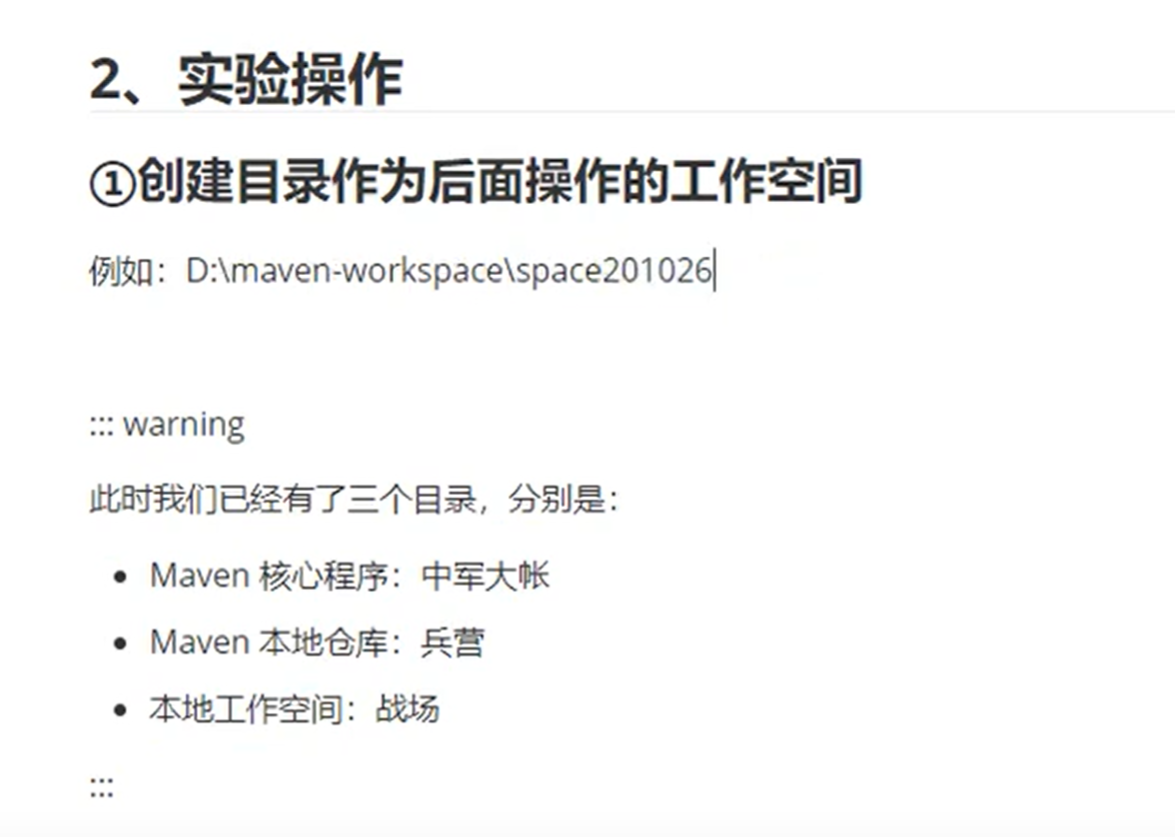 2、实验操作
①创建目录作为后面操作的工作空间
例如：D:\maven-workspace\space201026
::: warning
此时我们已经有了三个目录，分别是：
• Maven 核心程序：中军大帐
• Maven 本地仓库：兵营
• 本地工作空间：战场
:::